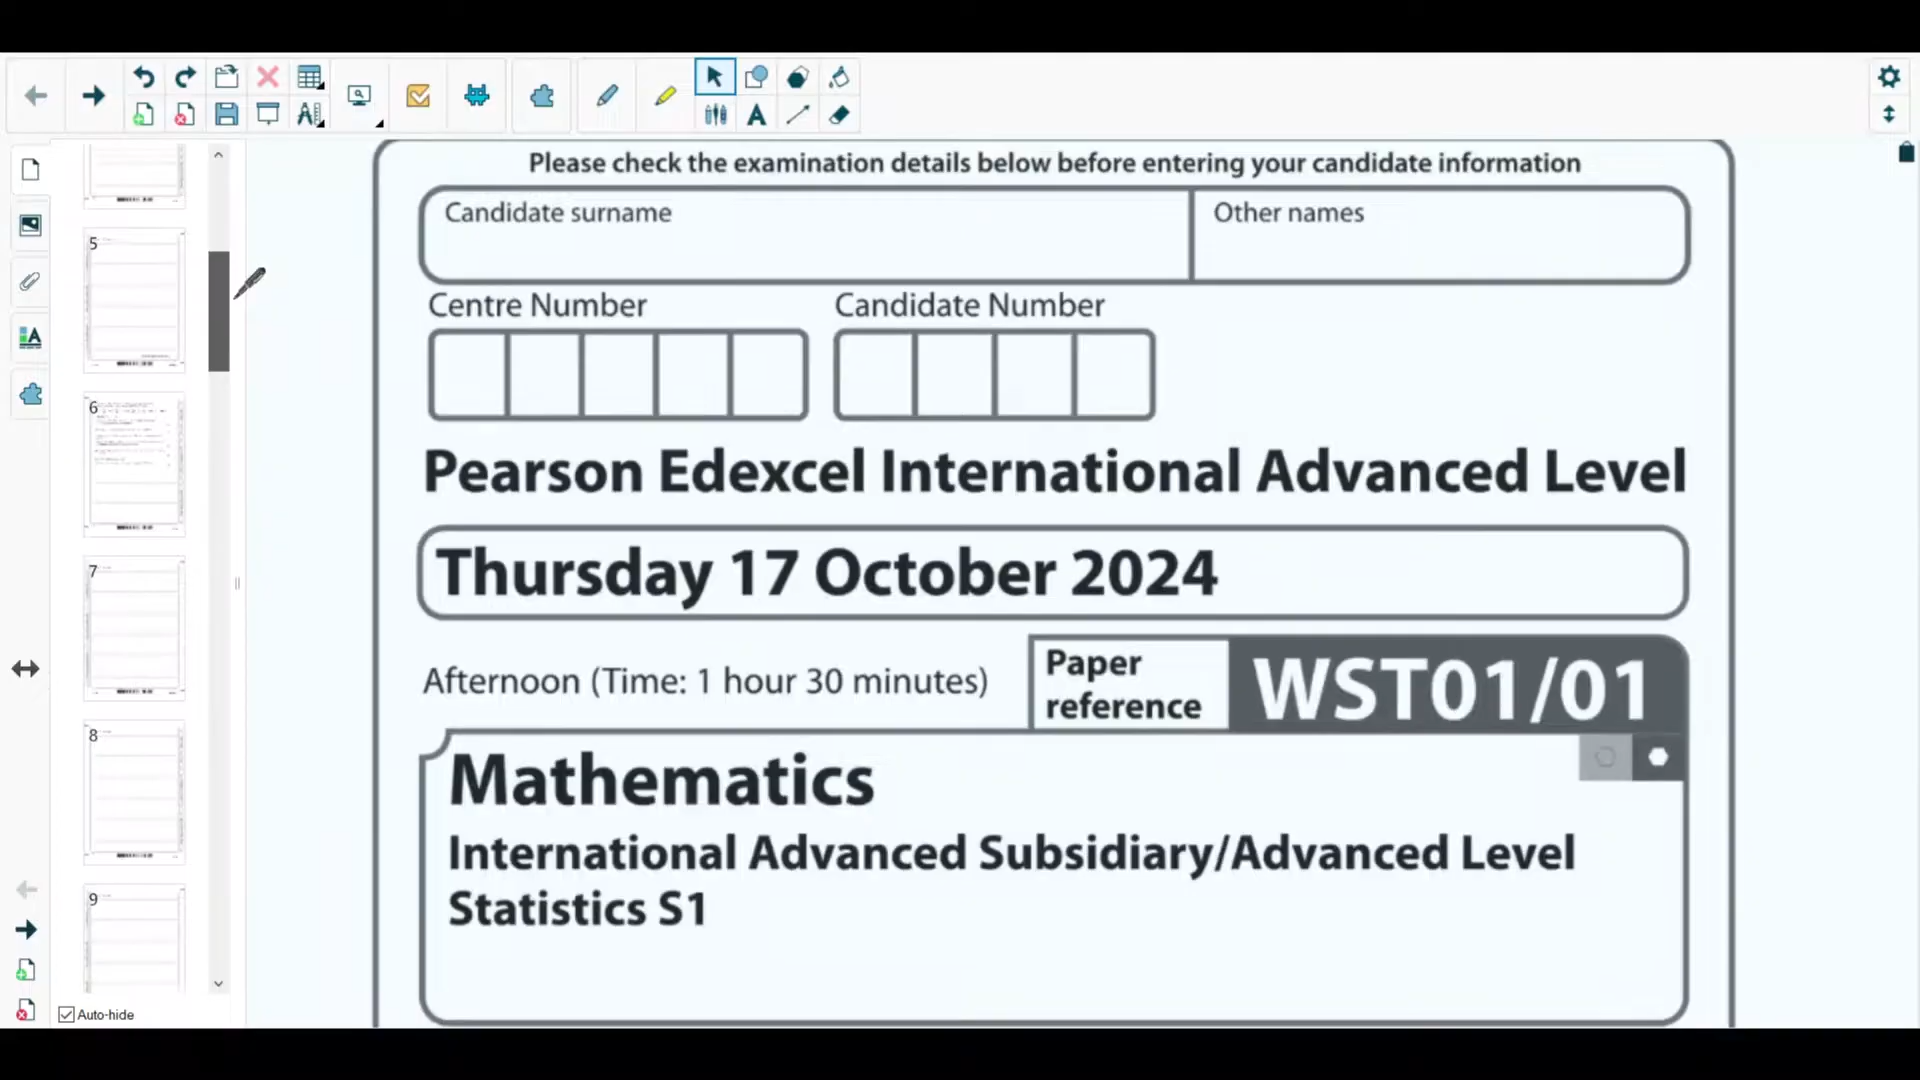 Please check the examination details below before entering your candidate information
Candidate surname
Other names
Centre Number
Candidate Number
Pearson Edexcel International Advanced Level
Thursday 17 October 2024
Afternoon (Time: 1 hour 30 minutes)
Paper
reference
WST01/01
Mathematics
International Advanced Subsidiary/Advanced Level
Statistics S1
5
6
7
8
9
Auto-hide